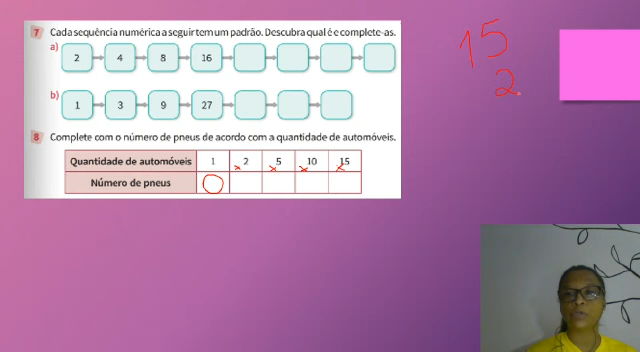 7 Cada sequência numérica a seguir tem um padrão. Descubra qual é e complete-as.
a) 2 4 8 16
b) 1 3 9 27
8 Complete com o número de pneus de acordo com a quantidade de automóveis.
Quantidade de automóveis 1 x 2 x 5 x 10 x 15
Número de pneus
15
2